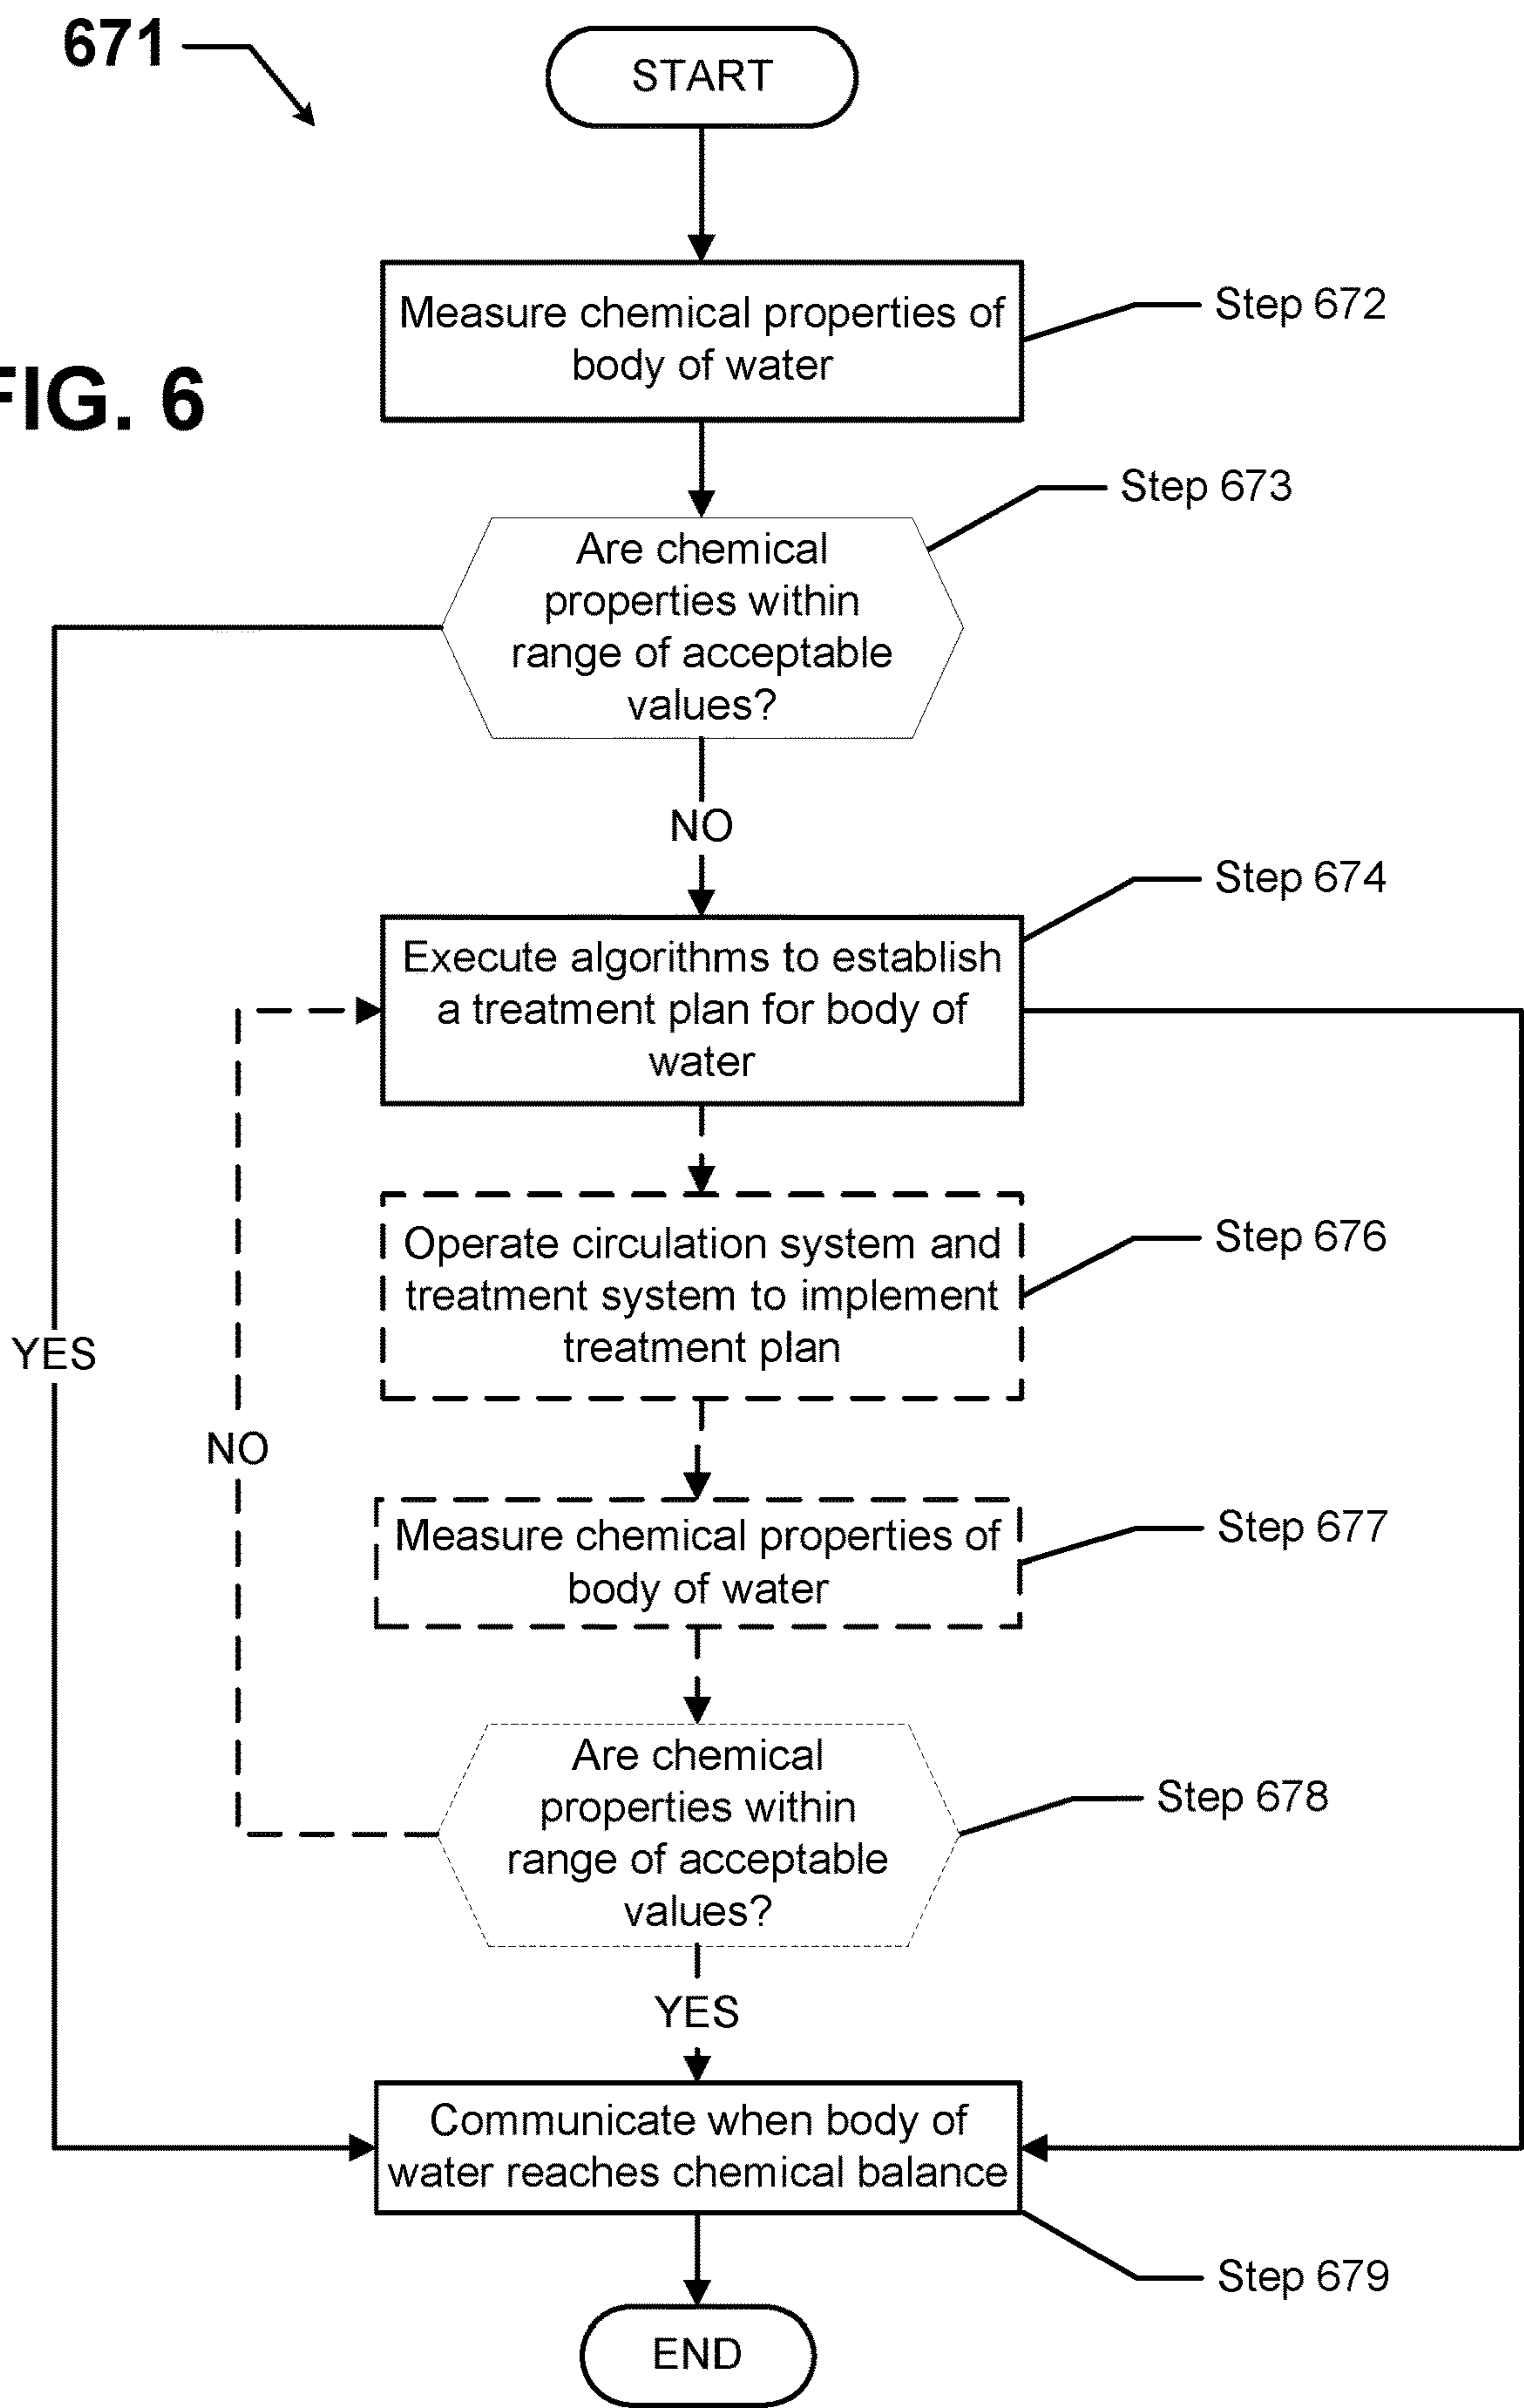 671
START
Measure chemical properties of
body of water
Step 672
FIG. 6
Step 673
Are chemical
properties within
range of acceptable
values?
NO
Step 674
Execute algorithms to establish
a treatment plan for body of
water
Step 676
Operate circulation system and
treatment system to implement
treatment plan
YES
NO
Step 677
Measure chemical properties of
body of water
Are chemical
properties within
range of acceptable
values?
Step 678
YES
Communicate when body of
water reaches chemical balance
Step 679
END